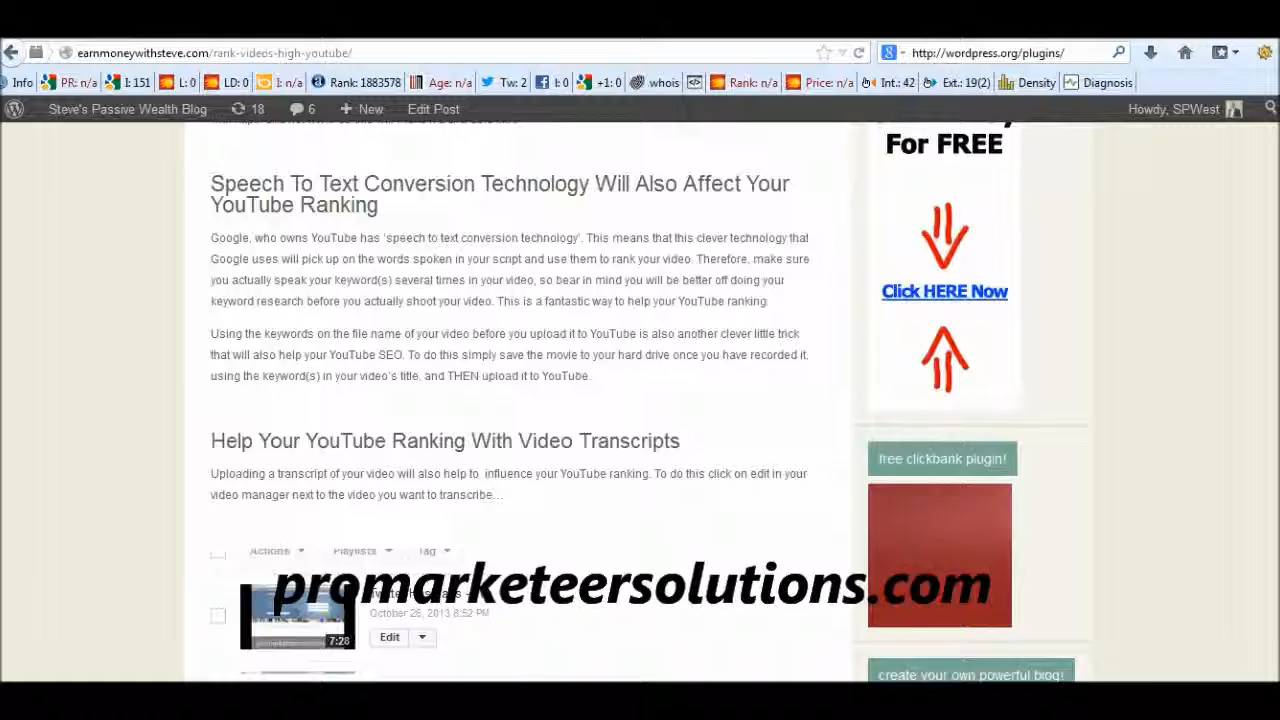 earnmoneywithsteve.com/rank-videos-high-youtube/
http://wordpress.org/plugins/
Info PR: n/a I: 151 L: 0 LD: 0 I: n/a Rank: 1883578 Age: n/a Tw: 2 l: 0 +1: 0 whois Rank: n/a Price: n/a Int.: 42 Ext.: 19(2) Density Diagnosis
Steve's Passive Wealth Blog 18 6 + New Edit Post Howdy, SPWest
For FREE
Click HERE Now
free clickbank plugin!
create your own powerful blog!
Speech To Text Conversion Technology Will Also Affect Your
YouTube Ranking
Google, who owns YouTube has 'speech to text conversion technology'. This means that this clever technology that
Google uses will pick up on the words spoken in your script and use them to rank your video. Therefore, make sure
you actually speak your keyword(s) several times in your video, so bear in mind you will be better off doing your
keyword research before you actually shoot your video. This is a fantastic way to help your YouTube ranking.
Using the keywords on the file name of your video before you upload it to YouTube is also another clever little trick
that will also help your YouTube SEO. To do this simply save the movie to your hard drive once you have recorded it,
using the keyword(s) in your video's title, and THEN upload it to YouTube.
Help Your YouTube Ranking With Video Transcripts
Uploading a transcript of your video will also help to influence your YouTube ranking. To do this click on edit in your
video manager next to the video you want to transcribe...
Actions Playlists Tag
October 26, 2013 6:52 PM
7:28
Edit
promarketeersolutions.com